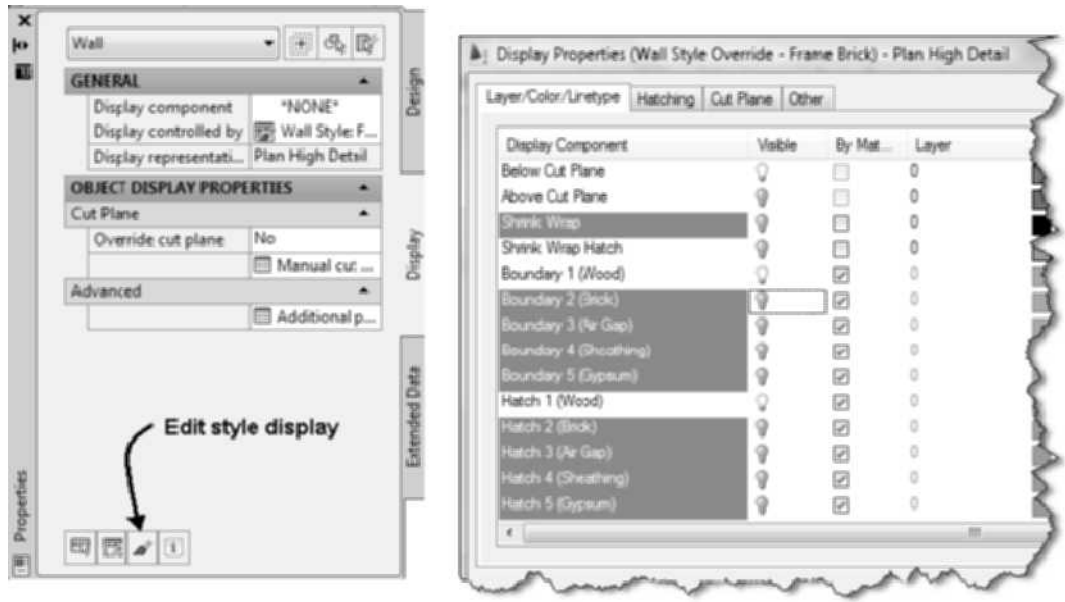 Wall
GENERAL
Display component *NONE*
Display controlled by Wall Style: F...
Display representati... Plan High Detsil
OBJECT DISPLAY PROPERTIES
Cut Plane
Override cut plane No
Manual cut ...
Advanced
Additional p...
Edit style display
Design
Display
Extended Data
Properties
Display Properties (Wall Style Override - Frame Brick) - Plan High Detail
Layer/Color/Linetype Hatching Cut Plane Other
Display Component Visible By Mat... Layer
Below Cut Plane 0
Above Cut Plane 0
Shrink Wrap 0
Shrink Wrap Hatch 0
Boundary 1 (Wood) 0
Boundary 2 (Brick) 0
Boundary 3 (Air Gap) 0
Boundary 4 (Sheathing) 0
Boundary 5 (Gypsum) 0
Hatch 1 (Wood) 0
Hatch 2 (Brick) 0
Hatch 3 (Air Gap) 0
Hatch 4 (Sheathing) 0
Hatch 5 (Gypsum) 0